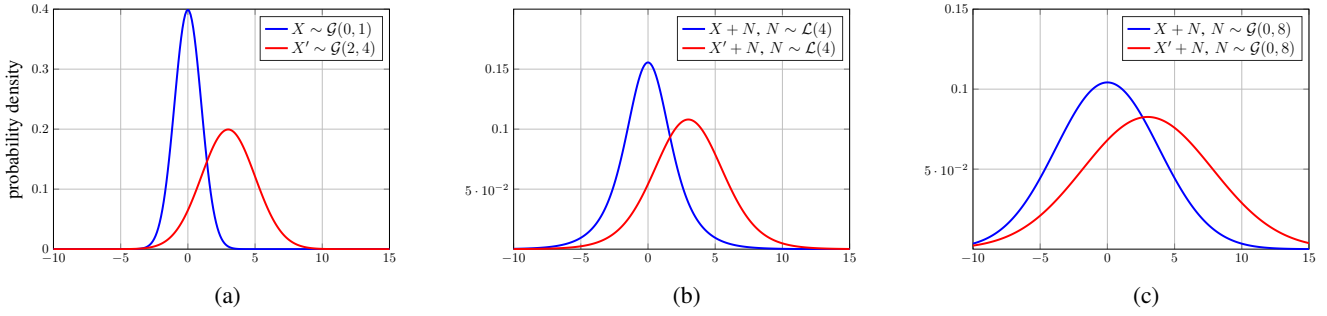 probability density
0.4
0.3
0.2
0.1
0
−10
−5
0
5
10
15
X ∼ 𝒢(0, 1)
X′ ∼ 𝒢(2, 4)
(a)
0.15
0.1
5 · 10⁻²
−10
−5
0
5
10
15
X + N, N ∼ ℒ(4)
X′ + N, N ∼ ℒ(4)
(b)
0.15
0.1
5 · 10⁻²
−10
−5
0
5
10
15
X + N, N ∼ 𝒢(0, 8)
X′ + N, N ∼ 𝒢(0, 8)
(c)